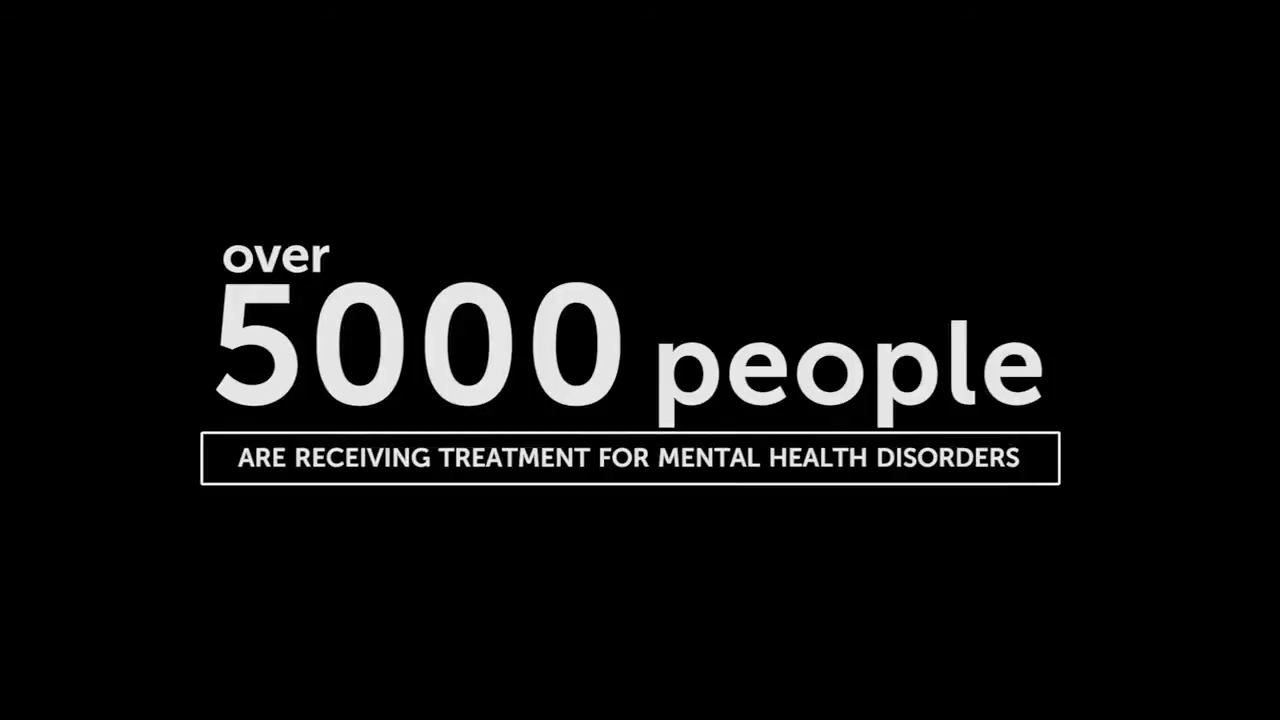 over
5000 people
ARE RECEIVING TREATMENT FOR MENTAL HEALTH DISORDERS